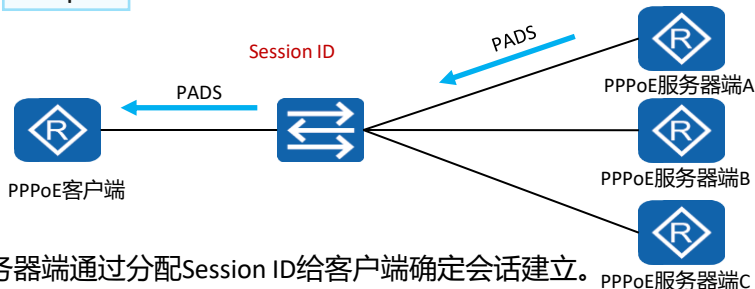 PADS
Session ID
PADS
PPPoE服务器端A
R
R
R
PPPoE客户端
PPPoE服务器端B
R
务器端通过分配Session ID给客户端确定会话建立。
PPPoE服务器端C